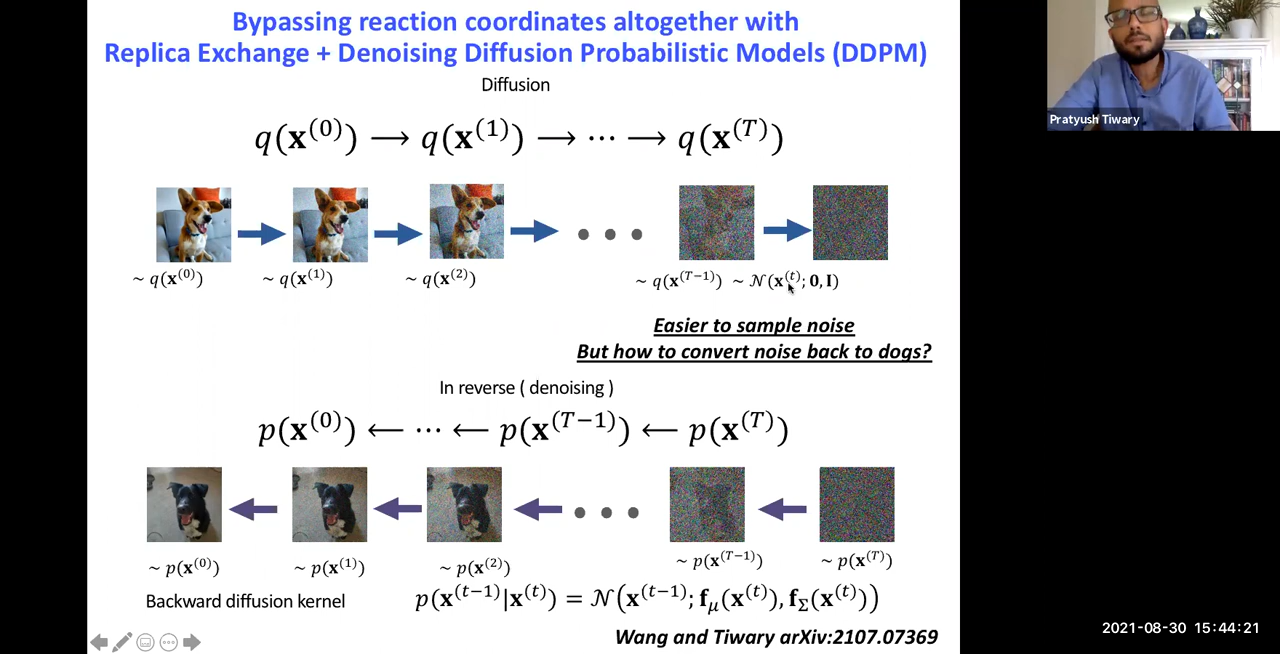 Bypassing reaction coordinates altogether with
Replica Exchange + Denoising Diffusion Probabilistic Models (DDPM)
Diffusion
q(x^(0)) ⟶ q(x^(1)) ⟶ ⋯ ⟶ q(x^(T))
~ q(x^(0)) ~ q(x^(1)) ~ q(x^(2)) ~ q(x^(T−1)) ~ 𝒩(x^(t); 0, I)
Easier to sample noise
But how to convert noise back to dogs?
In reverse ( denoising )
p(x^(0)) ⟵ ⋯ ⟵ p(x^(T−1)) ⟵ p(x^(T))
~ p(x^(0)) ~ p(x^(1)) ~ p(x^(2)) ~ p(x^(T−1)) ~ p(x^(T))
Backward diffusion kernel p(x^(t−1)|x^(t)) = 𝒩(x^(t−1); f_μ(x^(t)), f_Σ(x^(t)))
Wang and Tiwary arXiv:2107.07369
Pratyush Tiwary
2021-08-30 15:44:21